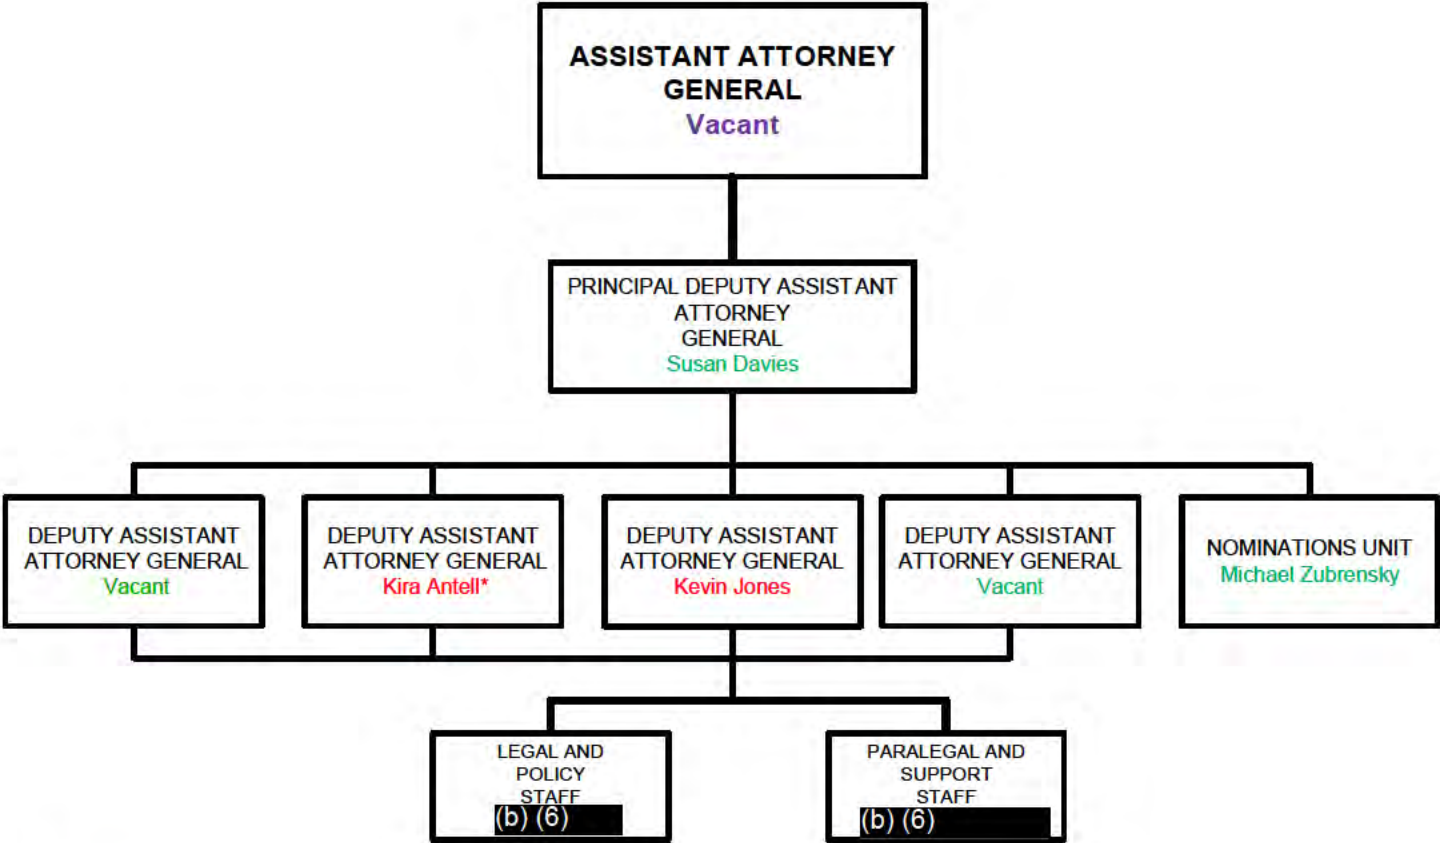 ASSISTANT ATTORNEY
GENERAL
Vacant
PRINCIPAL DEPUTY ASSISTANT
ATTORNEY
GENERAL
Susan Davies
DEPUTY ASSISTANT
ATTORNEY GENERAL
Vacant
DEPUTY ASSISTANT
ATTORNEY GENERAL
Kira Antell*
DEPUTY ASSISTANT
ATTORNEY GENERAL
Kevin Jones
DEPUTY ASSISTANT
ATTORNEY GENERAL
Vacant
NOMINATIONS UNIT
Michael Zubrensky
LEGAL AND
POLICY
STAFF
(b) (6)
PARALEGAL AND
SUPPORT
STAFF
(b) (6)